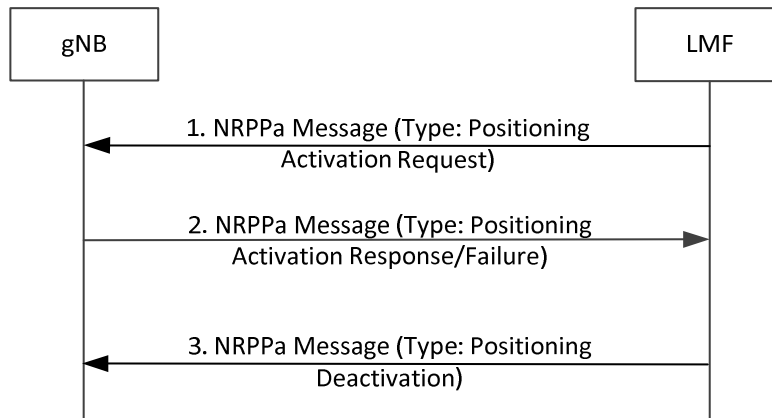 gNB
LMF
1. NRPPa Message (Type: Positioning
Activation Request)
2. NRPPa Message (Type: Positioning
Activation Response/Failure)
3. NRPPa Message (Type: Positioning
Deactivation)